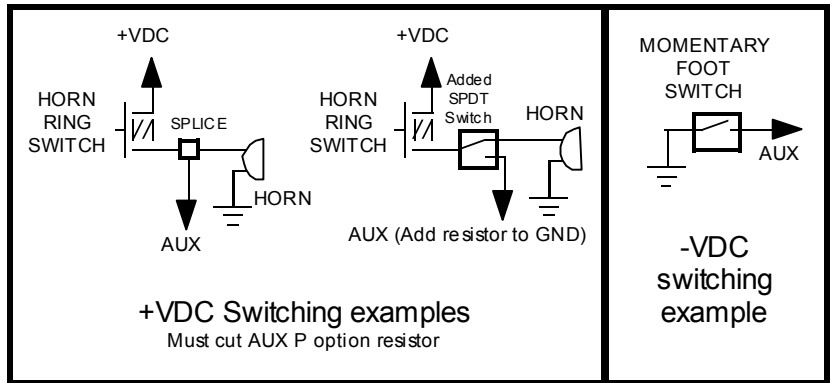 +VDC
HORN
RING
SWITCH
SPLICE
HORN
AUX
+VDC
HORN
RING
SWITCH
Added
SPDT
Switch
HORN
AUX (Add resistor to GND)
+VDC Switching examples
Must cut AUX P option resistor
MOMENTARY
FOOT
SWITCH
AUX
-VDC
switching
example